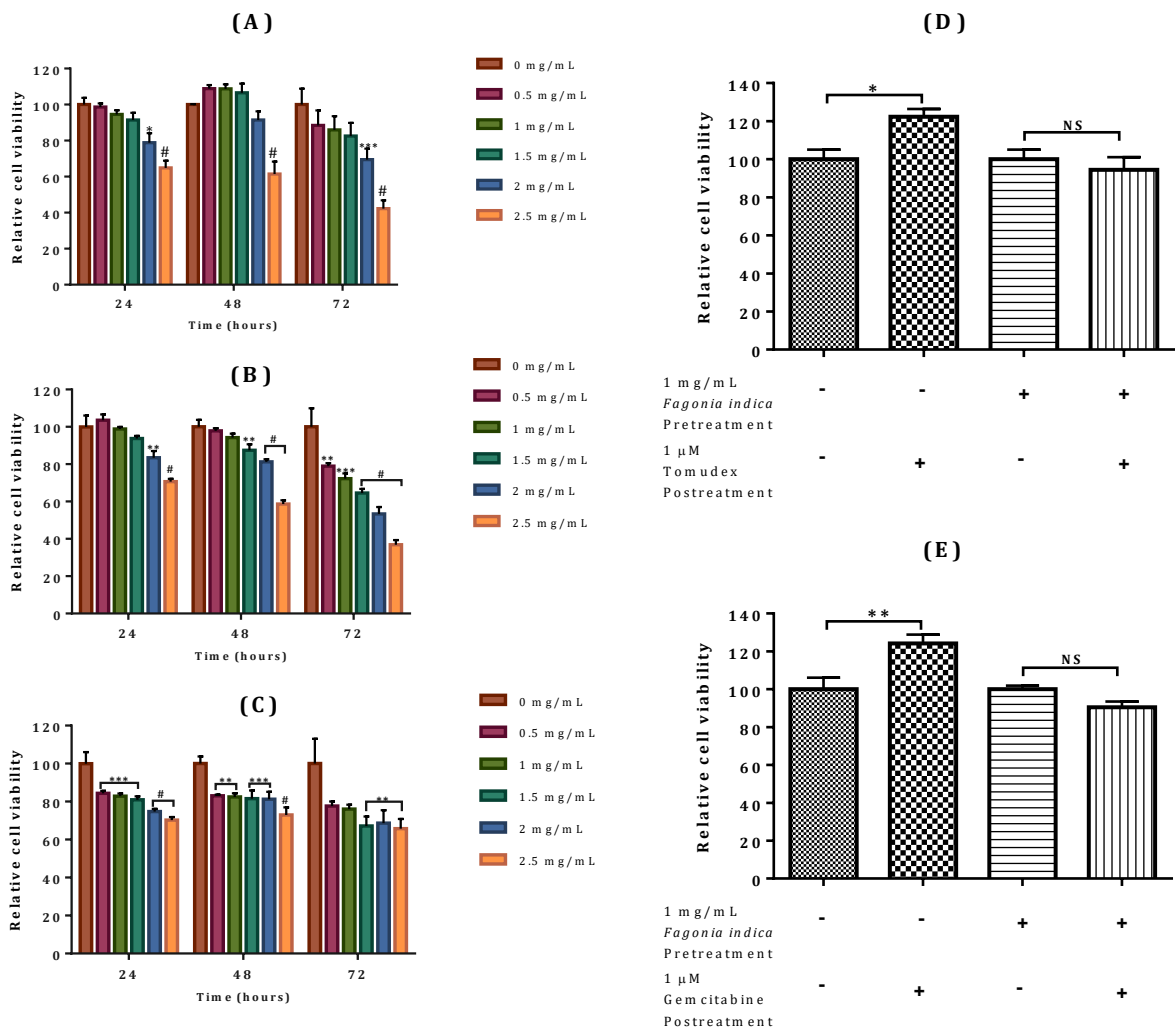 (A)
Relative cell viability
120
100
80
60
40
20
0
*
#
#
***
#
24
48
72
Time (hours)
0 mg/mL
0.5 mg/mL
1 mg/mL
1.5 mg/mL
2 mg/mL
2.5 mg/mL
(B)
Relative cell viability
120
100
80
60
40
20
0
**
#
**
#
**
***
#
24
48
72
Time (hours)
0 mg/mL
0.5 mg/mL
1 mg/mL
1.5 mg/mL
2 mg/mL
2.5 mg/mL
(C)
Relative cell viability
120
100
80
60
40
20
0
***
#
**
***
#
**
24
48
72
Time (hours)
0 mg/mL
0.5 mg/mL
1 mg/mL
1.5 mg/mL
2 mg/mL
2.5 mg/mL
(D)
Relative cell viability
140
120
100
80
60
40
20
0
*
NS
1 mg/mL
Fagonia indica
Pretreatment
- - + +
1 μM
Tomudex
Postreatment
- + - +
(E)
Relative cell viability
140
120
100
80
60
40
20
0
**
NS
1 mg/mL
Fagonia indica
Pretreatment
- - + +
1 μM
Gemcitabine
Postreatment
- + - +